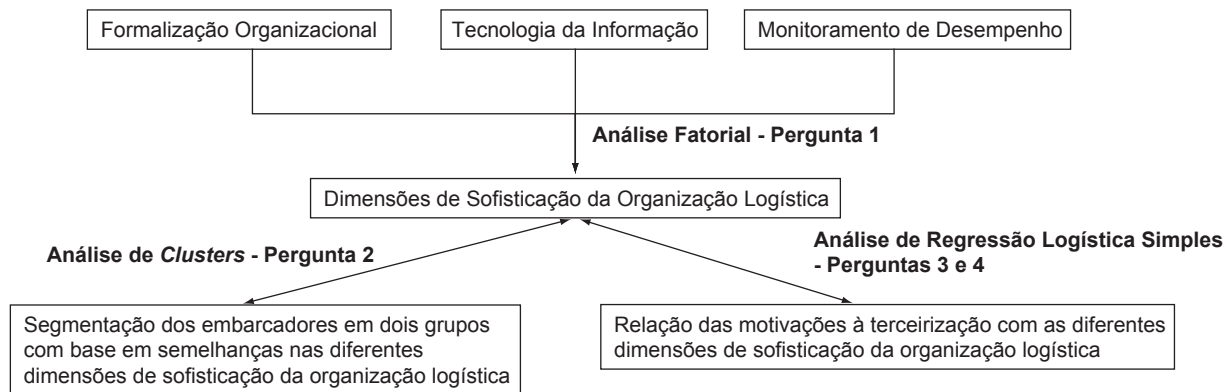 Formalização Organizacional
Tecnologia da Informação
Monitoramento de Desempenho
Análise Fatorial - Pergunta 1
Dimensões de Sofisticação da Organização Logística
Análise de Clusters - Pergunta 2
Análise de Regressão Logística Simples
- Perguntas 3 e 4
Segmentação dos embarcadores em dois grupos
com base em semelhanças nas diferentes
dimensões de sofisticação da organização logística
Relação das motivações à terceirização com as diferentes
dimensões de sofisticação da organização logística